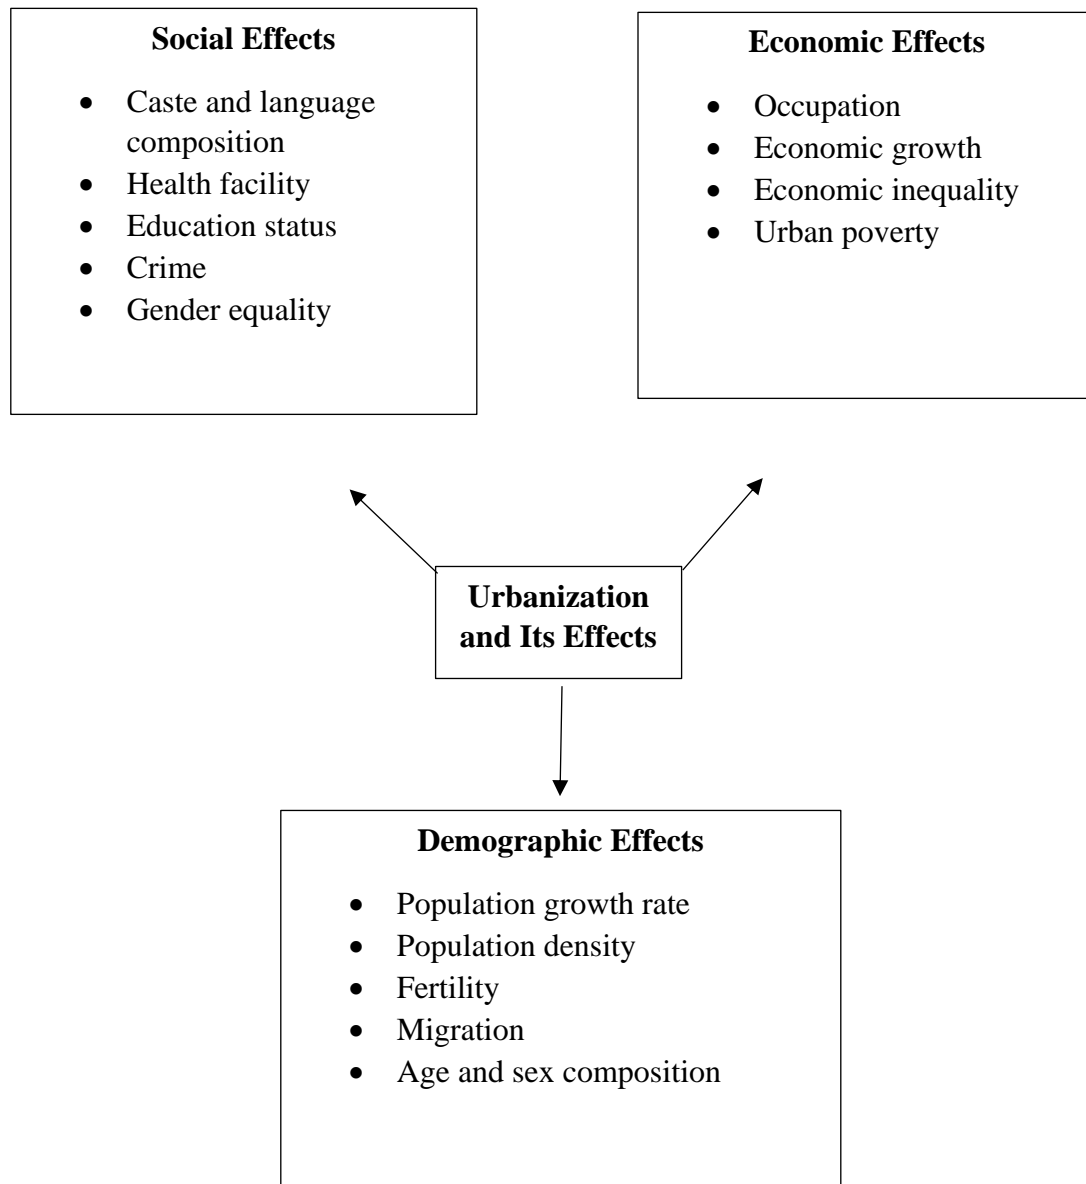 Social Effects
• Caste and language
composition
• Health facility
• Education status
• Crime
• Gender equality
Economic Effects
• Occupation
• Economic growth
• Economic inequality
• Urban poverty
Urbanization
and Its Effects
Demographic Effects
• Population growth rate
• Population density
• Fertility
• Migration
• Age and sex composition